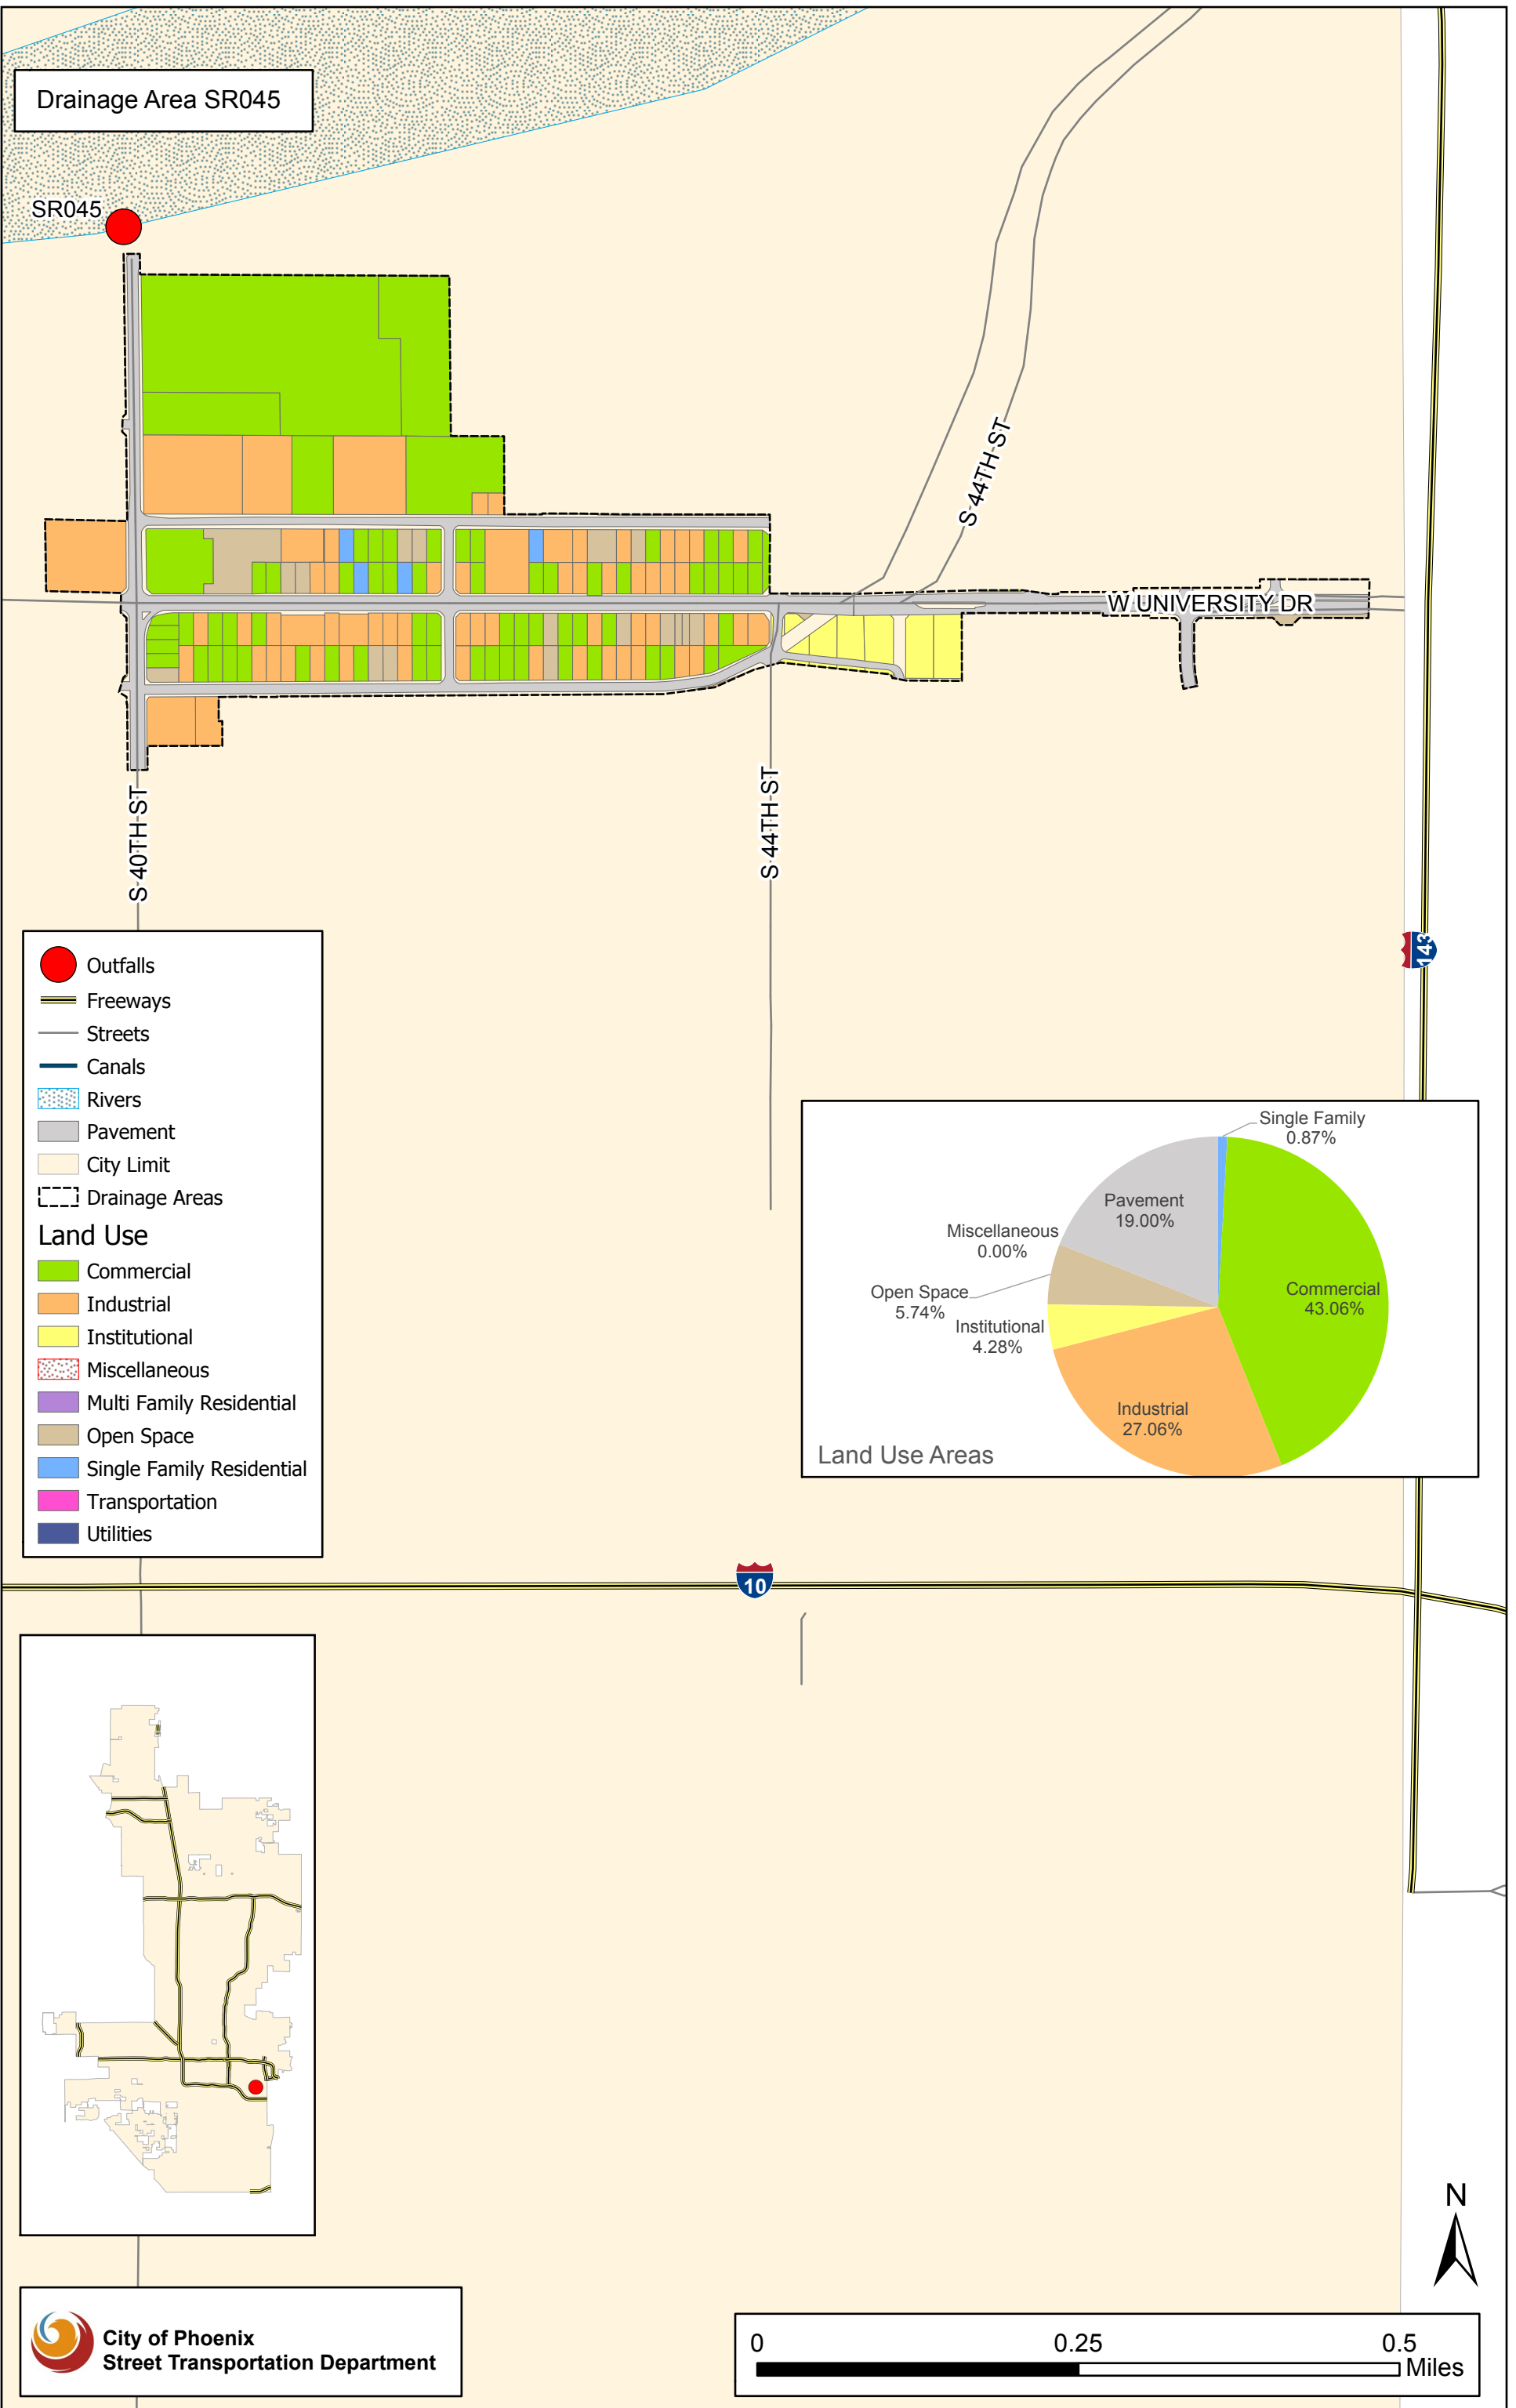 Drainage Area SR045
SR045
S 44TH ST
W UNIVERSITY DR
S 40TH ST
S 44TH ST
143
Outfalls
Freeways
Streets
Canals
Rivers
Pavement
City Limit
Drainage Areas
Land Use
Commercial
Industrial
Institutional
Miscellaneous
Multi Family Residential
Open Space
Single Family Residential
Transportation
Utilities
Single Family
0.87%
Pavement
19.00%
Miscellaneous
0.00%
Open Space
5.74%
Institutional
4.28%
Commercial
43.06%
Industrial
27.06%
Land Use Areas
10
N
City of Phoenix
Street Transportation Department
0 0.25 0.5
Miles